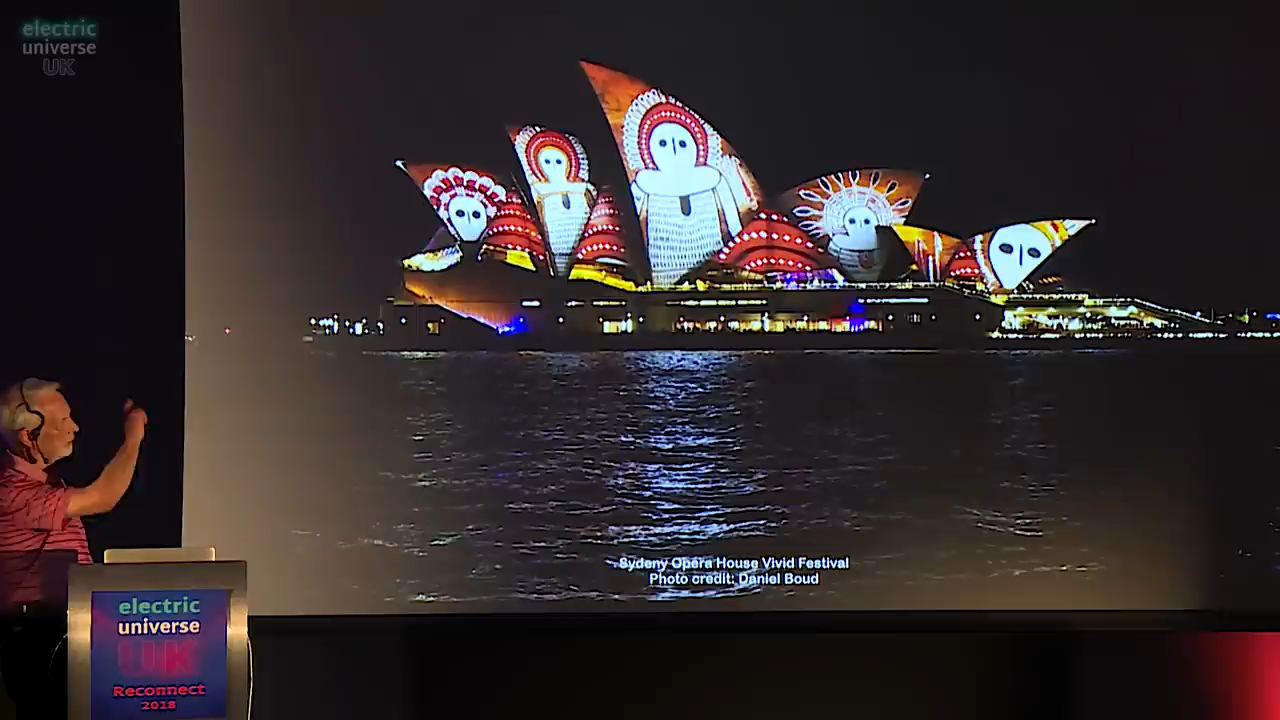 electric
universe
UK
Sydeny Opera House Vivid Festival
Photo credit: Daniel Boud
electric
universe
UK
Reconnect
2018